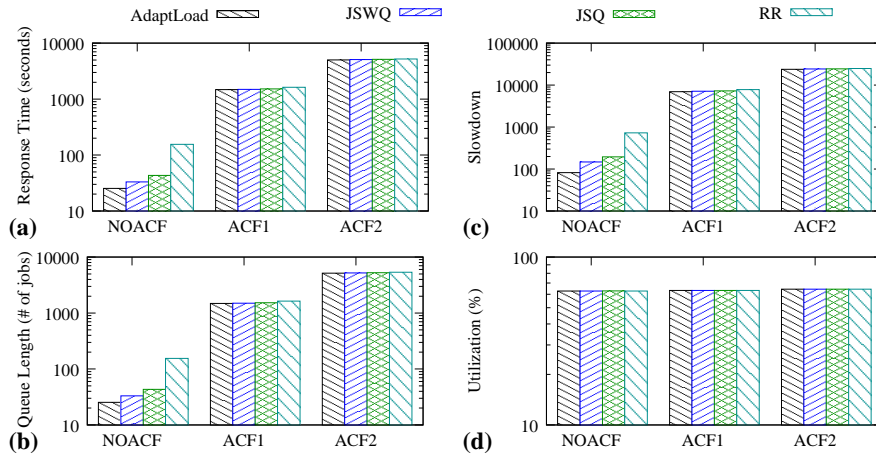 AdaptLoad JSWQ JSQ RR
10000
1000
100
10
Response Time (seconds)
NOACF ACF1 ACF2
(a)
100000
10000
1000
100
10
Slowdown
NOACF ACF1 ACF2
(c)
10000
1000
100
10
Queue Length (# of jobs)
NOACF ACF1 ACF2
(b)
100
10
Utilization (%)
NOACF ACF1 ACF2
(d)